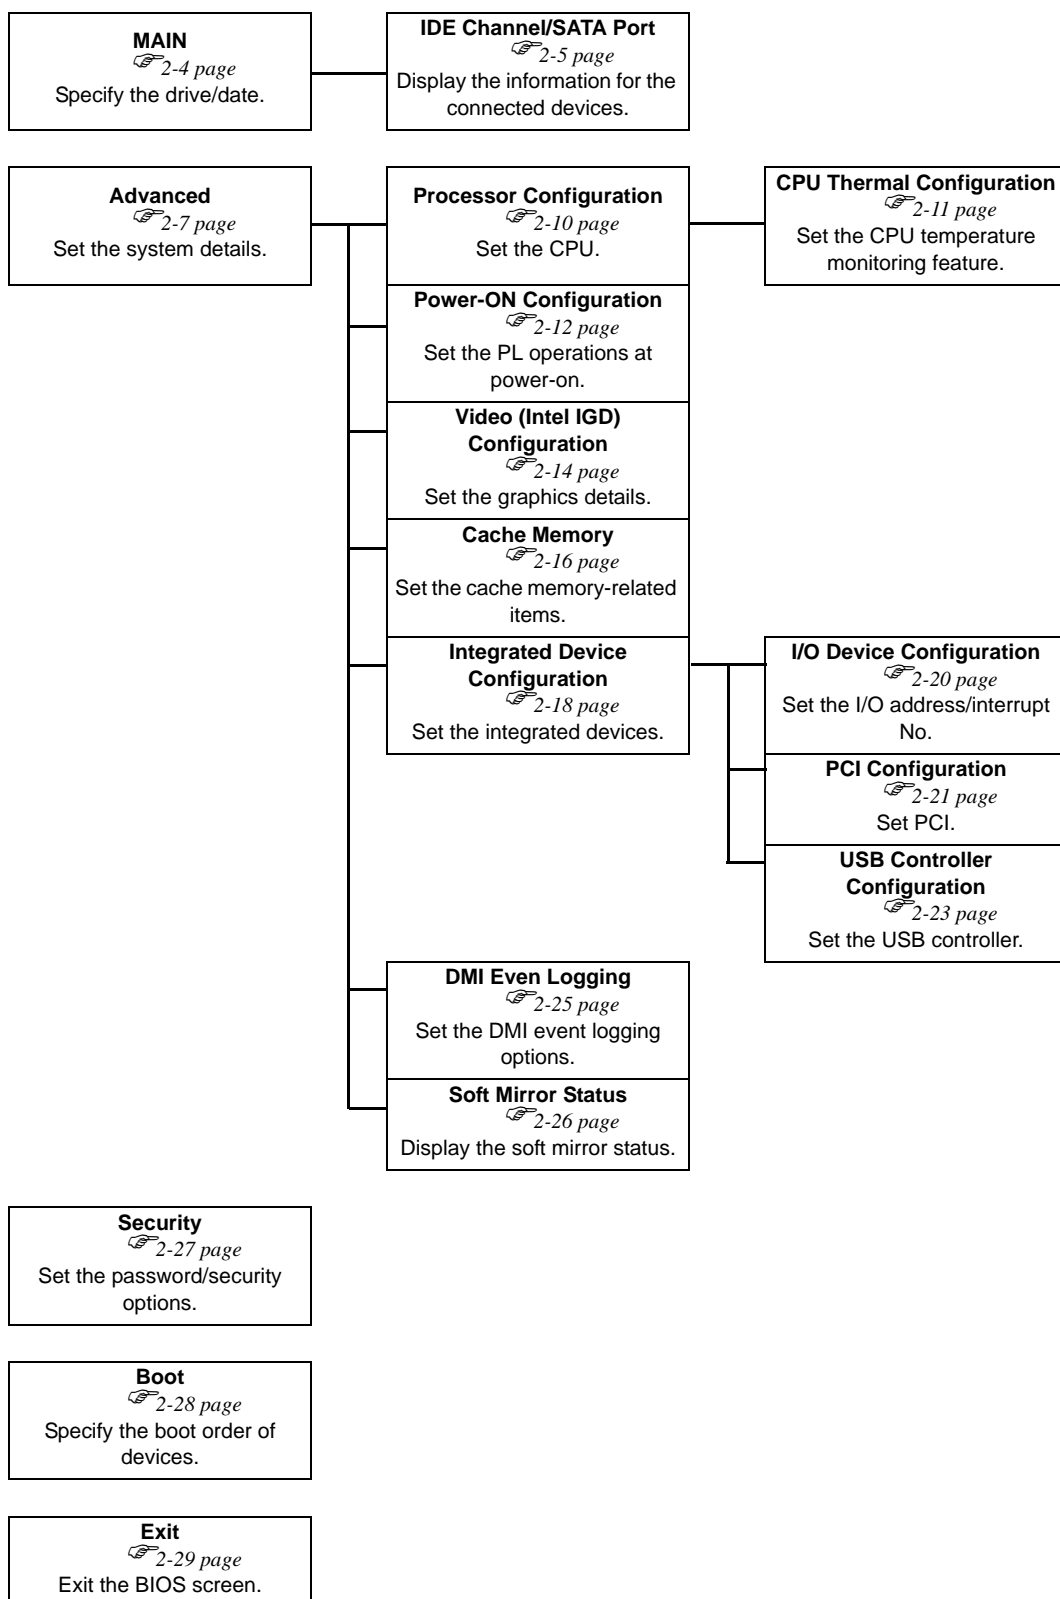 MAIN
2-4 page
Specify the drive/date.
IDE Channel/SATA Port
2-5 page
Display the information for the
connected devices.
Advanced
2-7 page
Set the system details.
Processor Configuration
2-10 page
Set the CPU.
CPU Thermal Configuration
2-11 page
Set the CPU temperature
monitoring feature.
Power-ON Configuration
2-12 page
Set the PL operations at
power-on.
Video (Intel IGD)
Configuration
2-14 page
Set the graphics details.
Cache Memory
2-16 page
Set the cache memory-related
items.
Integrated Device
Configuration
2-18 page
Set the integrated devices.
I/O Device Configuration
2-20 page
Set the I/O address/interrupt
No.
PCI Configuration
2-21 page
Set PCI.
USB Controller
Configuration
2-23 page
Set the USB controller.
DMI Even Logging
2-25 page
Set the DMI event logging
options.
Soft Mirror Status
2-26 page
Display the soft mirror status.
Security
2-27 page
Set the password/security
options.
Boot
2-28 page
Specify the boot order of
devices.
Exit
2-29 page
Exit the BIOS screen.